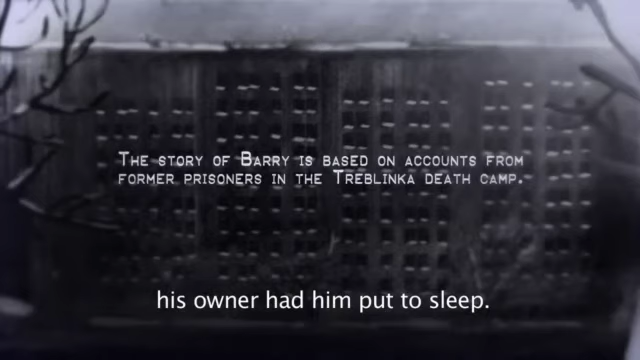 The story of Barry is based on accounts from
former prisoners in the Treblinka death camp.
his owner had him put to sleep.